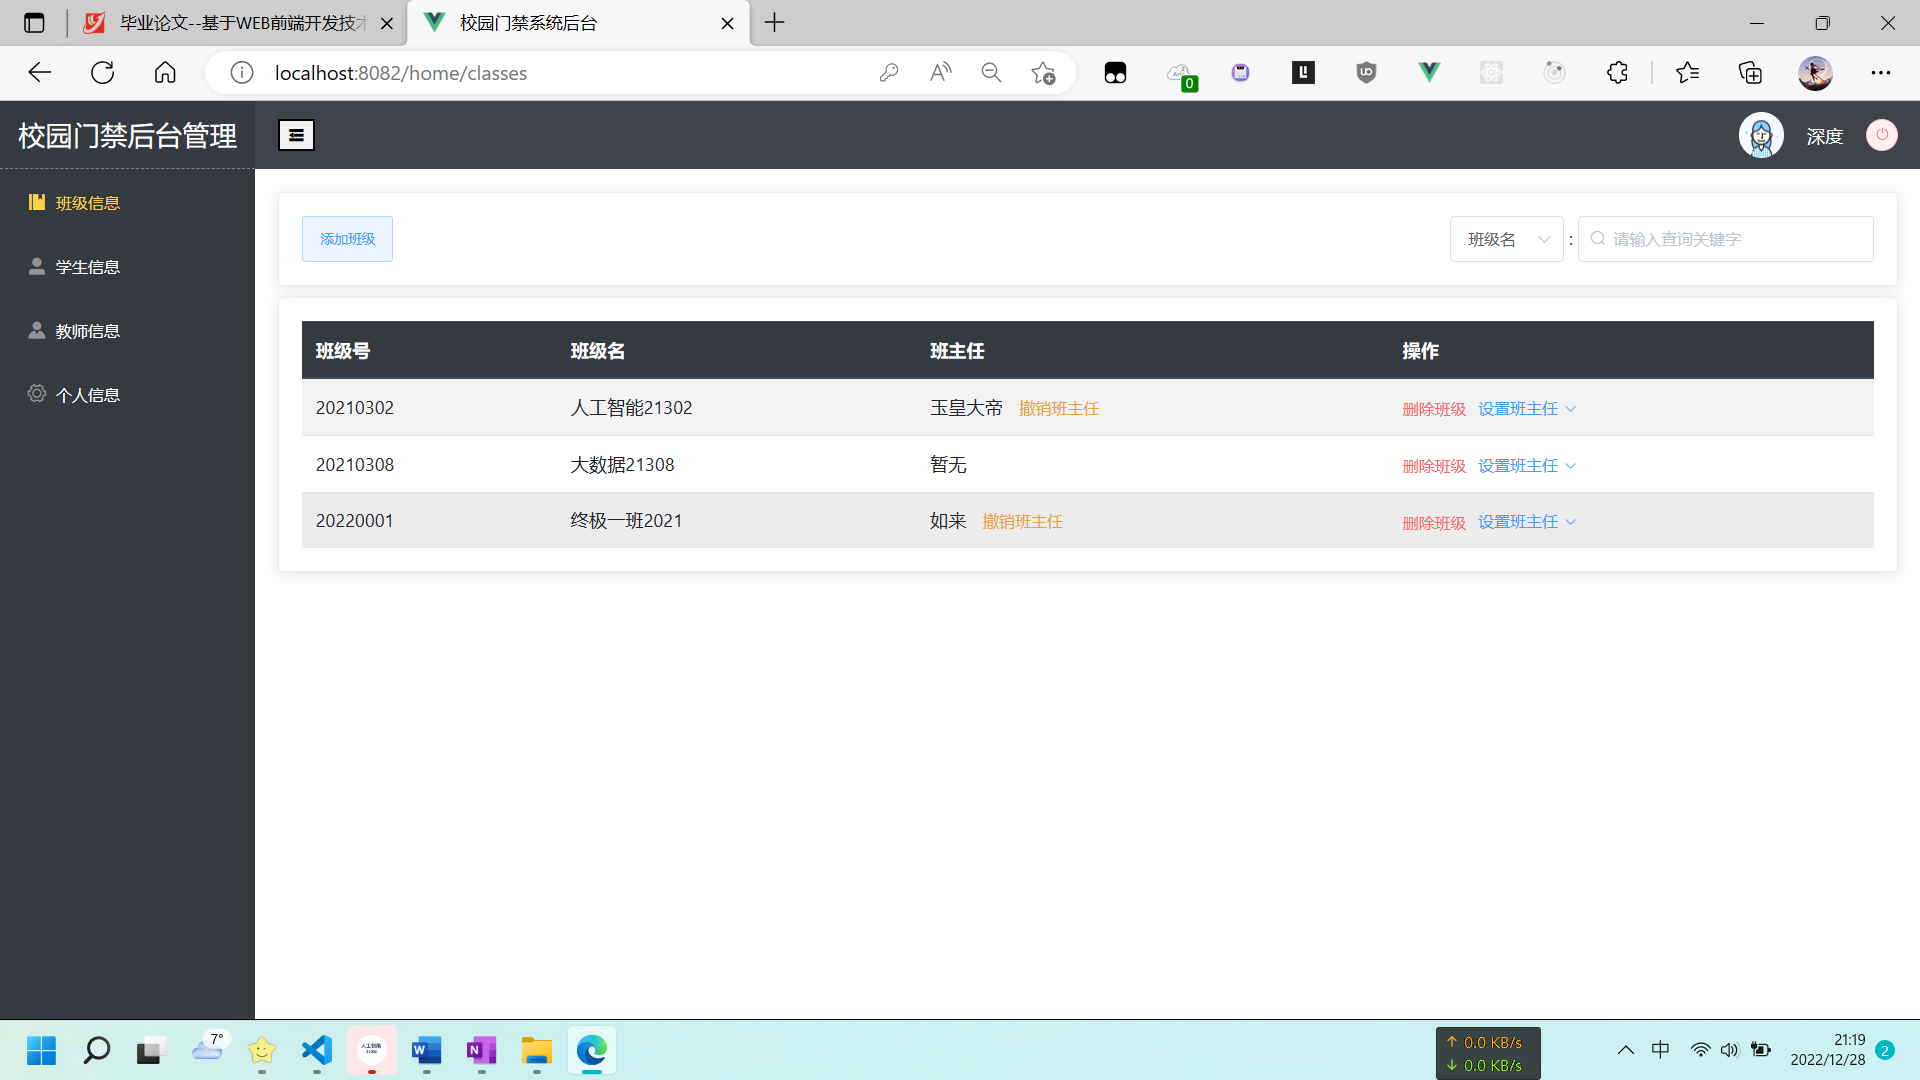 毕业论文--基于WEB前端开发技
校园门禁系统后台
localhost:8082/home/classes
0
校园门禁后台管理
深度
班级信息
学生信息
教师信息
个人信息
添加班级
班级名
:
请输入查询关键字
班级号 班级名 班主任 操作
20210302 人工智能21302 玉皇大帝 撤销班主任 删除班级 设置班主任
20210308 大数据21308 暂无 删除班级 设置班主任
20220001 终极一班2021 如来 撤销班主任 删除班级 设置班主任
7°
人工智能
21302
↑ 0.0 KB/s
↓ 0.0 KB/s
中
21:19
2022/12/28
2